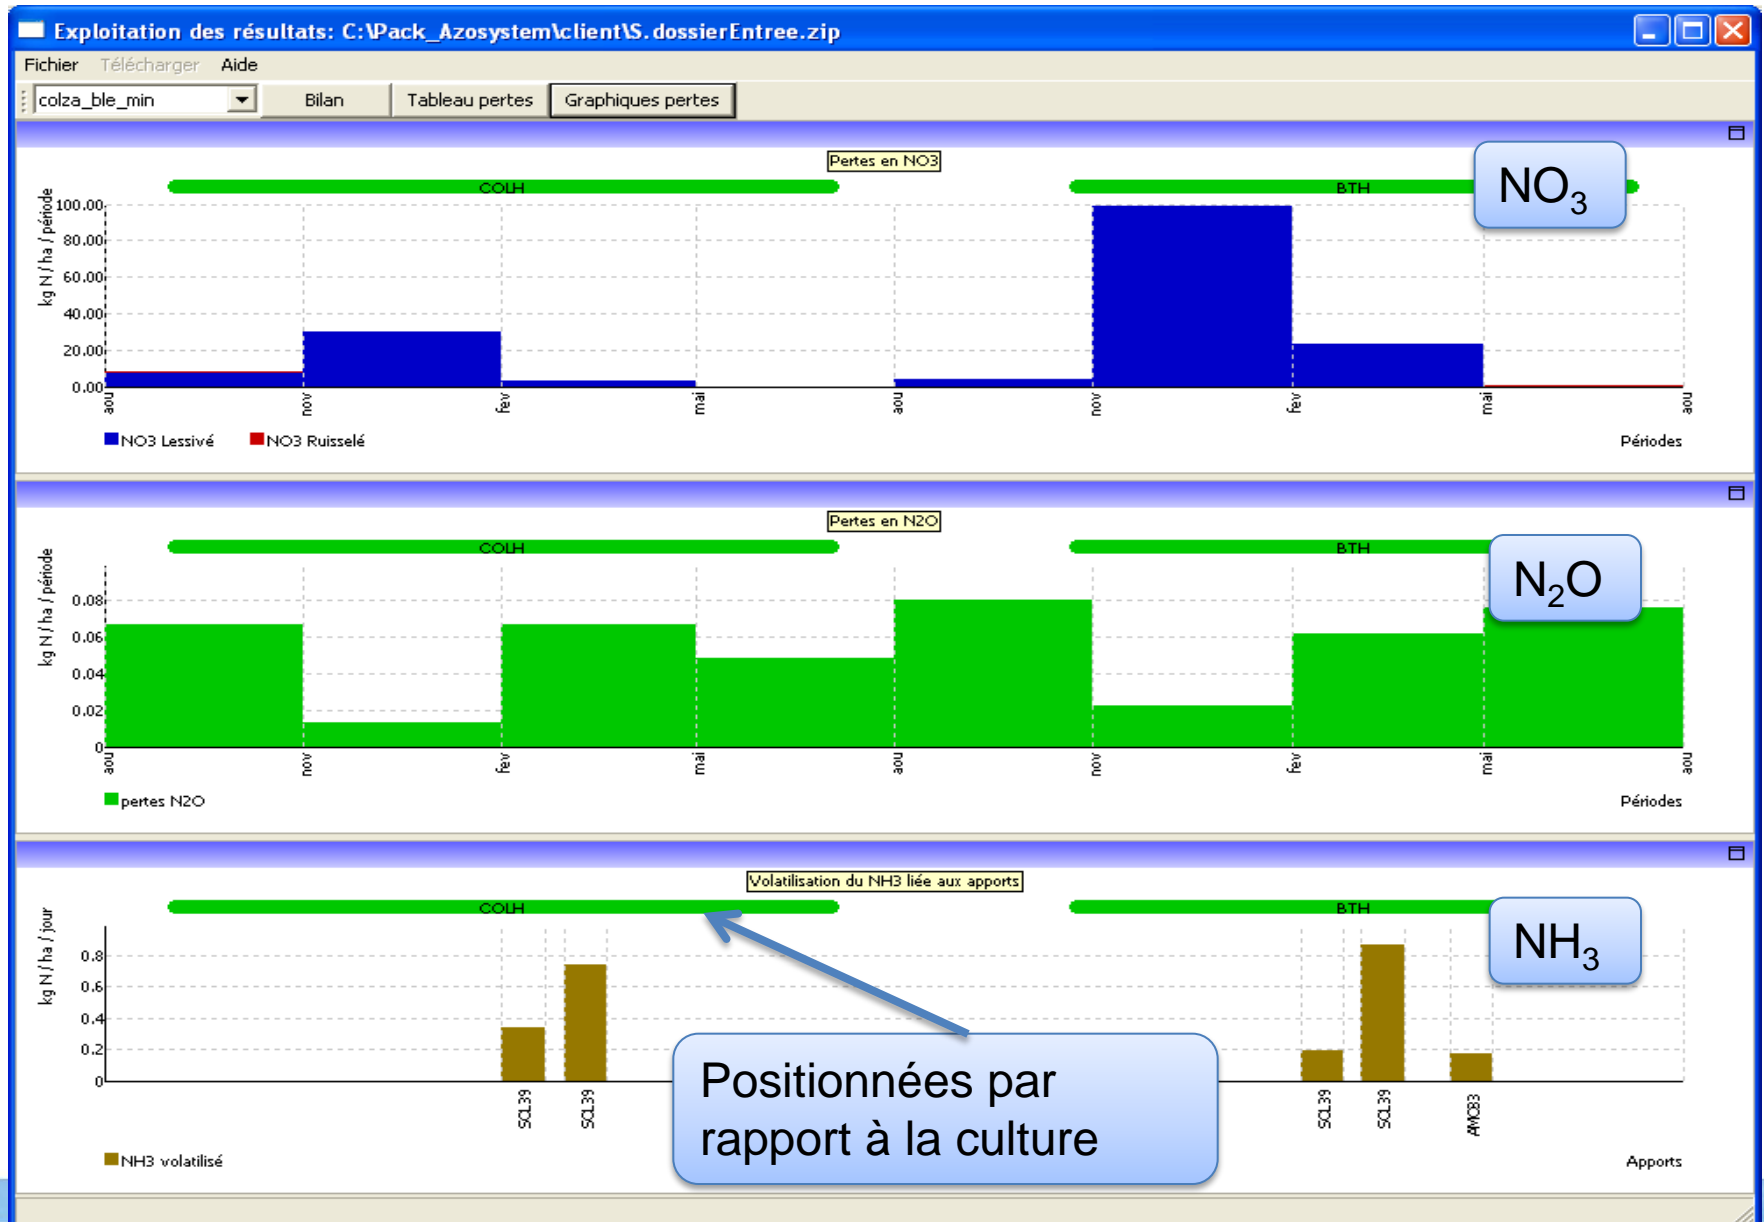 Exploitation des résultats: C:\Pack_Azosystem\client\S.dossierEntree.zip
Fichier Télécharger Aide
colza_ble_min Bilan Tableau pertes Graphiques pertes
Pertes en NO3
COLH BTH
NO₃
kg N / ha / période
100.00
80.00
60.00
40.00
20.00
0.00
aou nov fev mai aou nov fev mai aou
NO3 Lessivé NO3 Ruisselé Périodes
Pertes en N2O
COLH BTH
N₂O
kg N / ha / période
0.08
0.06
0.04
0.02
0
aou nov fev mai aou nov fev mai aou
pertes N2O Périodes
Volatilisation du NH3 liée aux apports
COLH BTH
NH₃
kg N / ha / jour
0.8
0.6
0.4
0.2
0
SCL39 SCL39 SCL39 SCL39 AMCB3
Positionnées par
rapport à la culture
NH3 volatilisé Apports